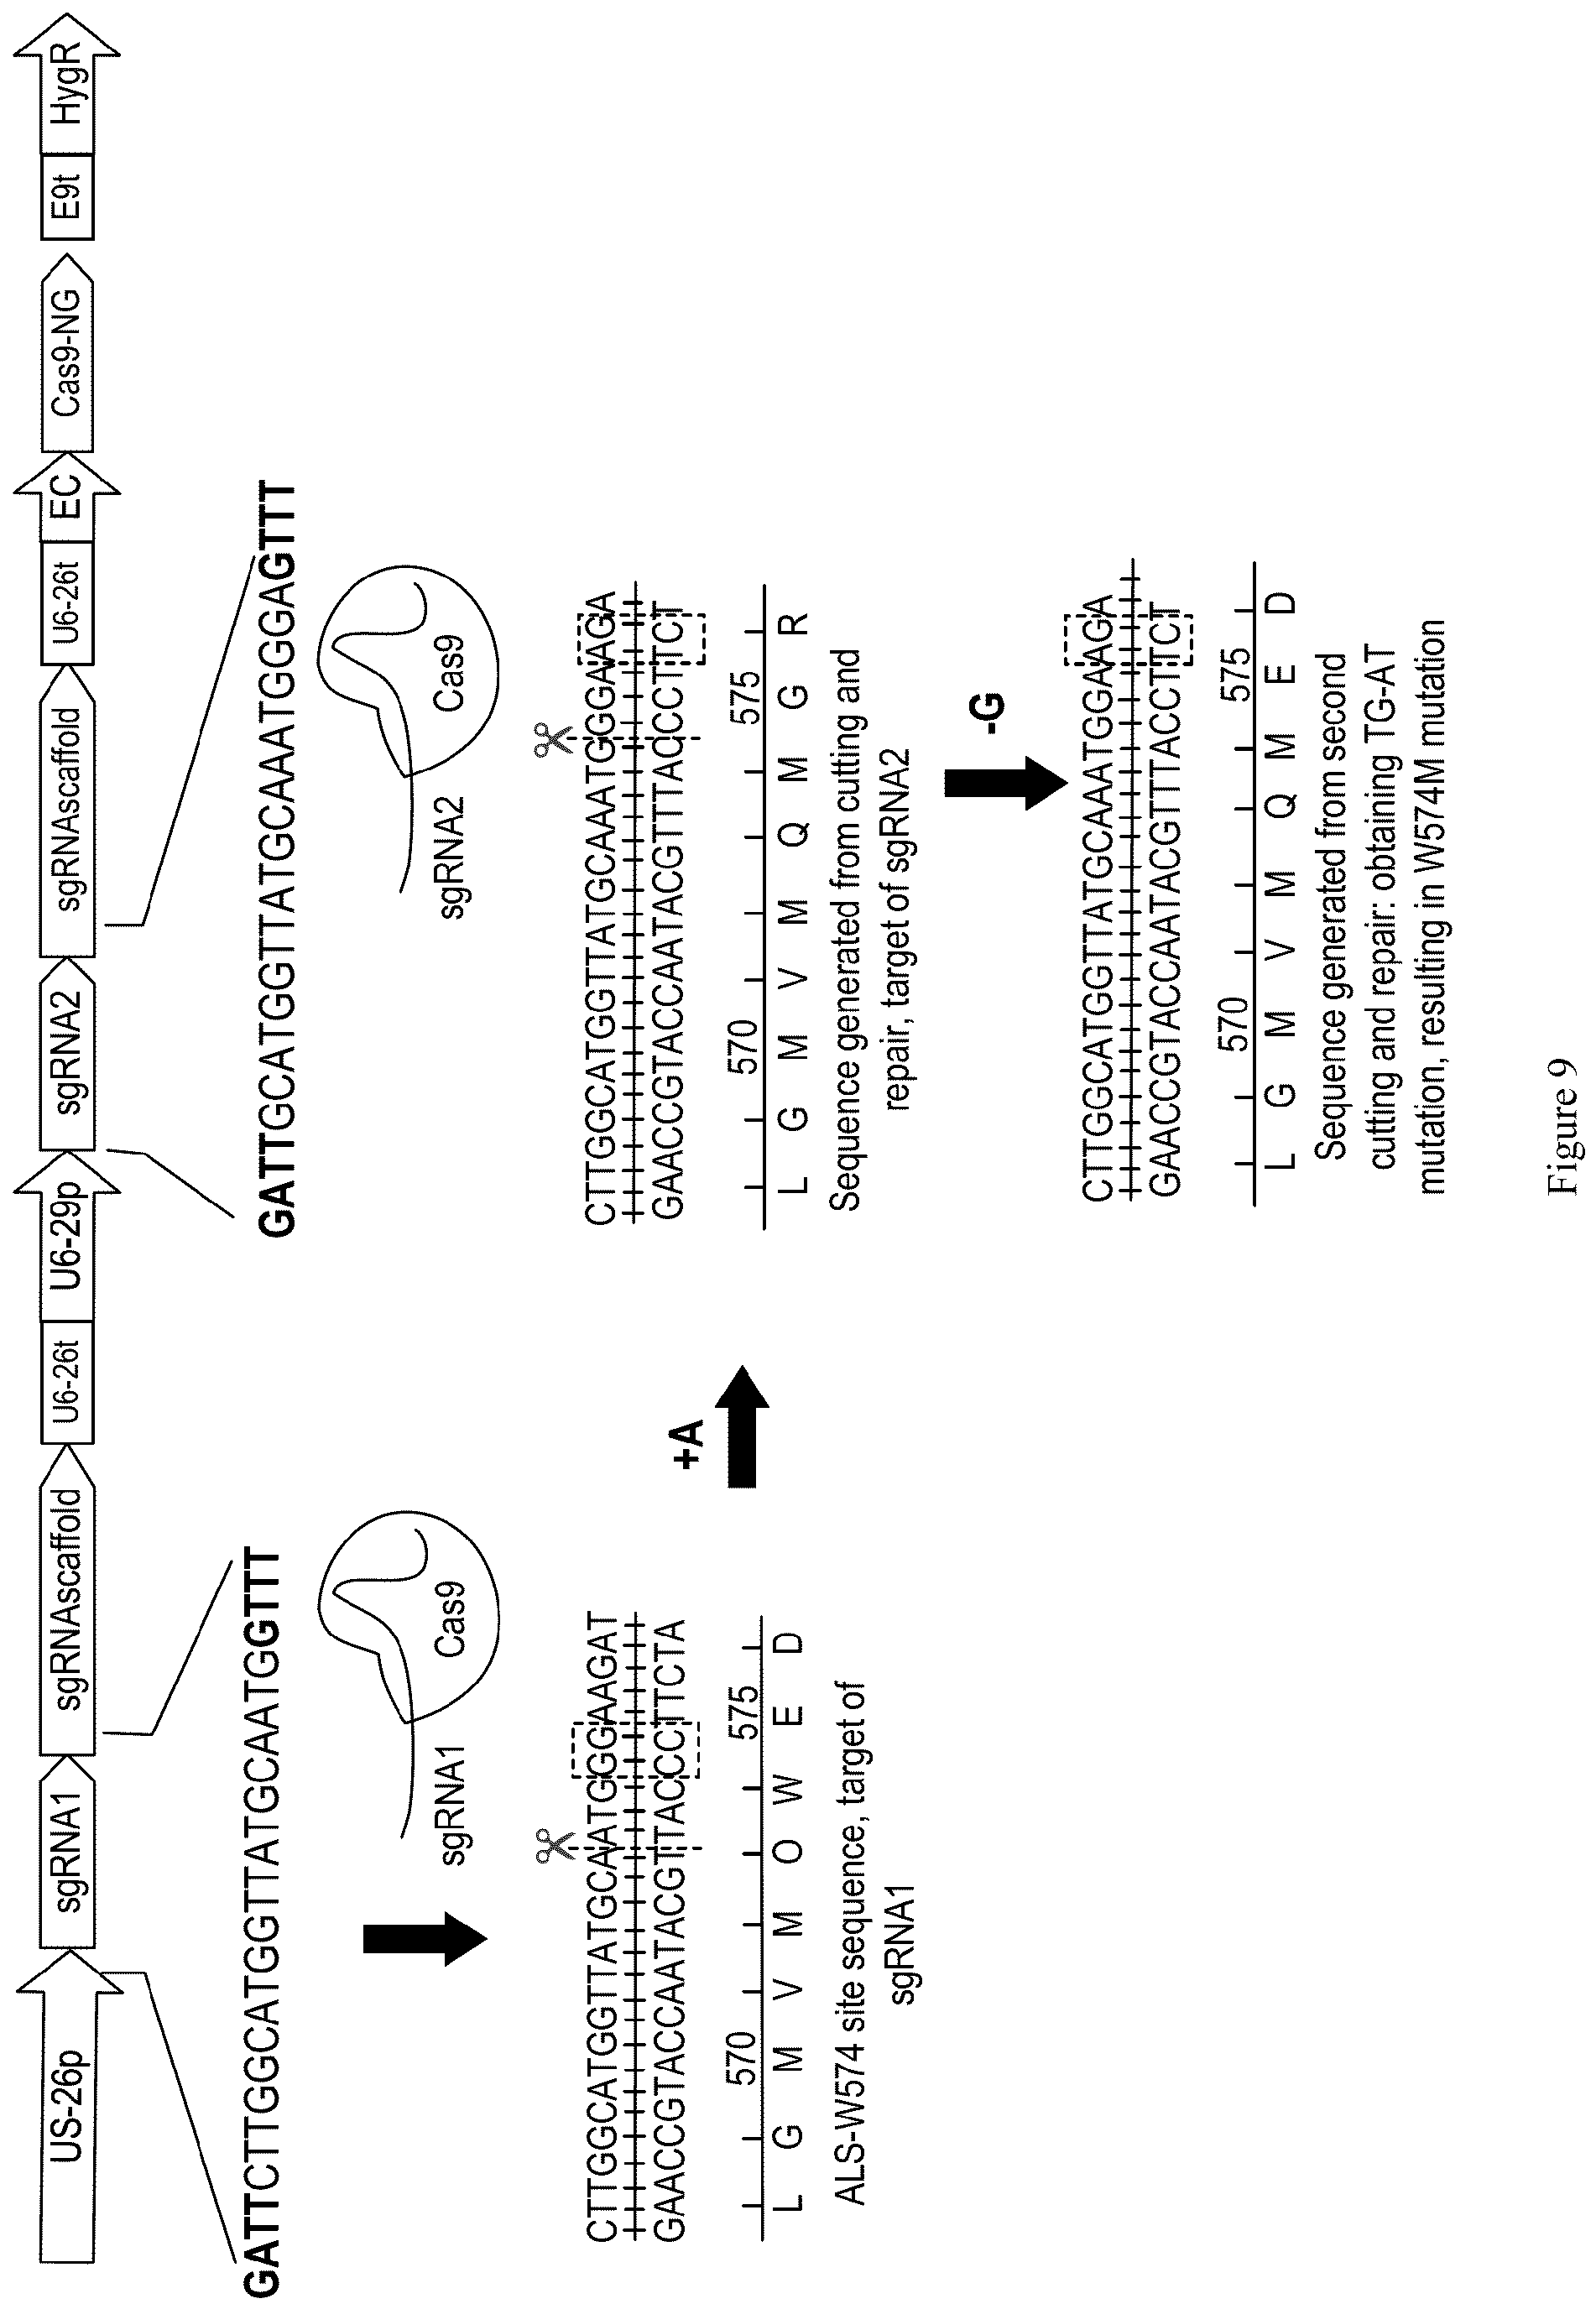 US-26p sgRNA1 sgRNAscaffold U6-26t U6-29p sgRNA2 sgRNAscaffold U6-26t EC Cas9-NG E9t HygR
GATTCTTGGCATGGTTATGCAATGGTTT
GATTGCATGGTTATGCAAATGGGAGTTT
Cas9
sgRNA1
Cas9
sgRNA2
CTTGGCATGGTTATGCAATGGGAAGAT
GAACCGTACCAATACGTTACCCTTCTA
570 575
L G M V M O W E D
ALS-W574 site sequence, target of
sgRNA1
+A
CTTGGCATGGTTATGCAAATGGGAAGA
GAACCGTACCAATACGTTTACCCTTCT
570 575
L G M V M Q M G R
Sequence generated from cutting and
repair, target of sgRNA2
-G
CTTGGCATGGTTATGCAAATGGAAGA
GAACCGTACCAATACGTTTACCTTCT
570 575
L G M V M Q M E D
Sequence generated from second
cutting and repair: obtaining TG-AT
mutation, resulting in W574M mutation
Figure 9